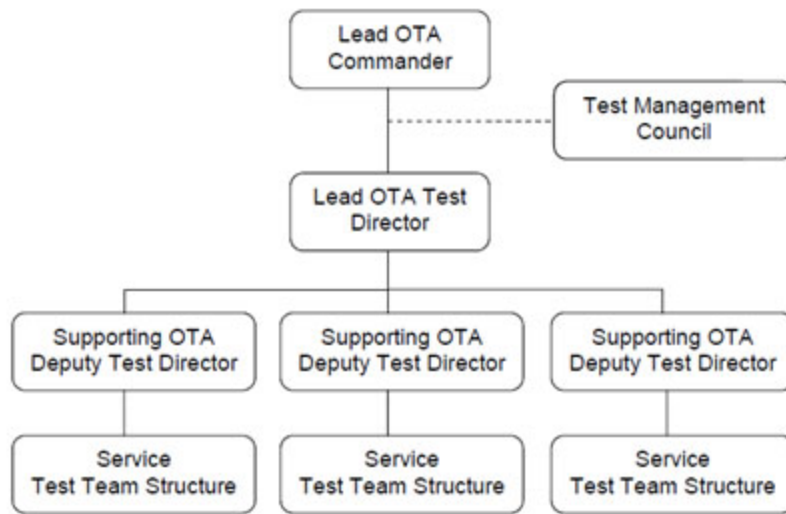 Lead OTA
Commander
Test Management
Council
Lead OTA Test
Director
Supporting OTA
Deputy Test Director
Supporting OTA
Deputy Test Director
Supporting OTA
Deputy Test Director
Service
Test Team Structure
Service
Test Team Structure
Service
Test Team Structure